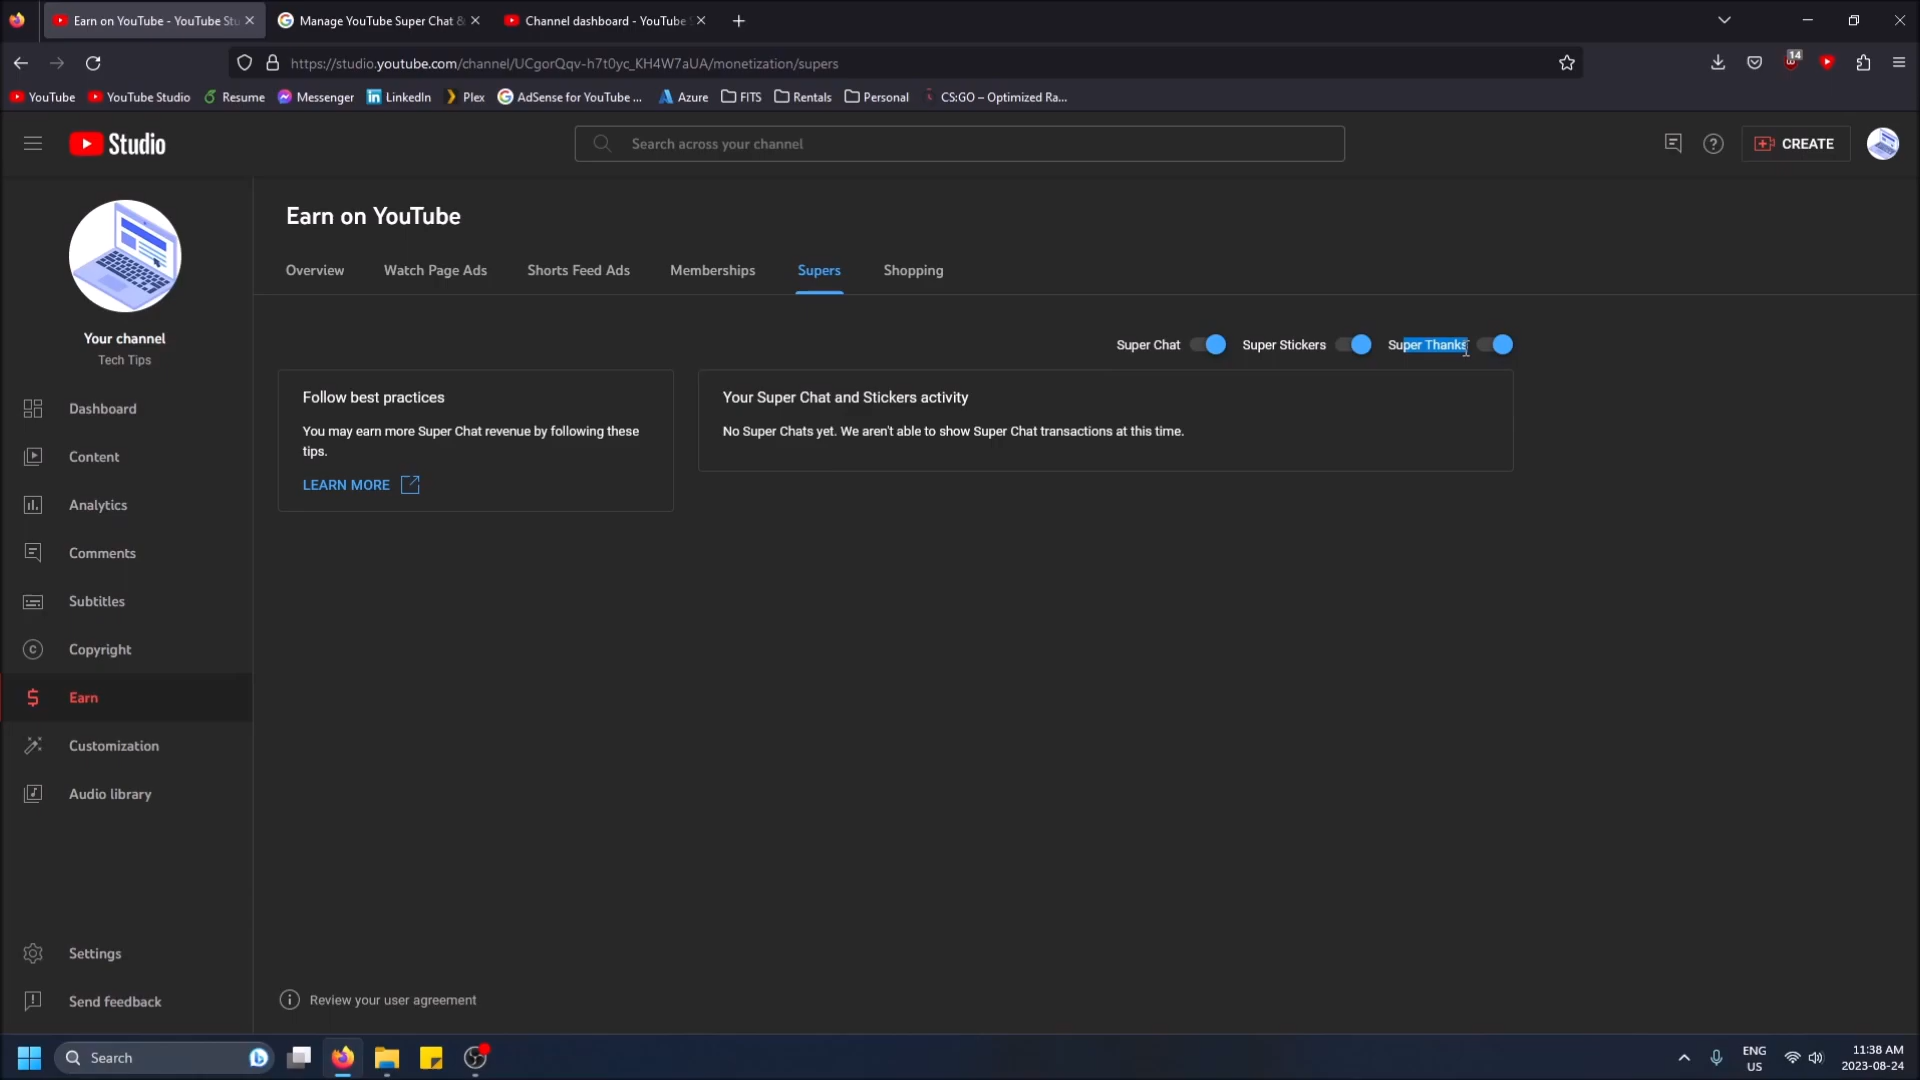 Earn on YouTube - YouTube Stu
Manage YouTube Super Chat &
Channel dashboard - YouTube
https://studio.youtube.com/channel/UCgorQqv-h7t0yc_KH4W7aUA/monetization/supers
14
YouTube
YouTube Studio
Resume
Messenger
LinkedIn
Plex
AdSense for YouTube ...
Azure
FITS
Rentals
Personal
CS:GO – Optimized Ra...
Studio
Search across your channel
CREATE
Your channel
Tech Tips
Dashboard
Content
Analytics
Comments
Subtitles
Copyright
Earn
Customization
Audio library
Settings
Send feedback
Earn on YouTube
Overview
Watch Page Ads
Shorts Feed Ads
Memberships
Supers
Shopping
Super Chat
Super Stickers
Super Thanks
Follow best practices
You may earn more Super Chat revenue by following these
tips.
LEARN MORE
Your Super Chat and Stickers activity
No Super Chats yet. We aren't able to show Super Chat transactions at this time.
Review your user agreement
Search
ENG
US
11:38 AM
2023-08-24